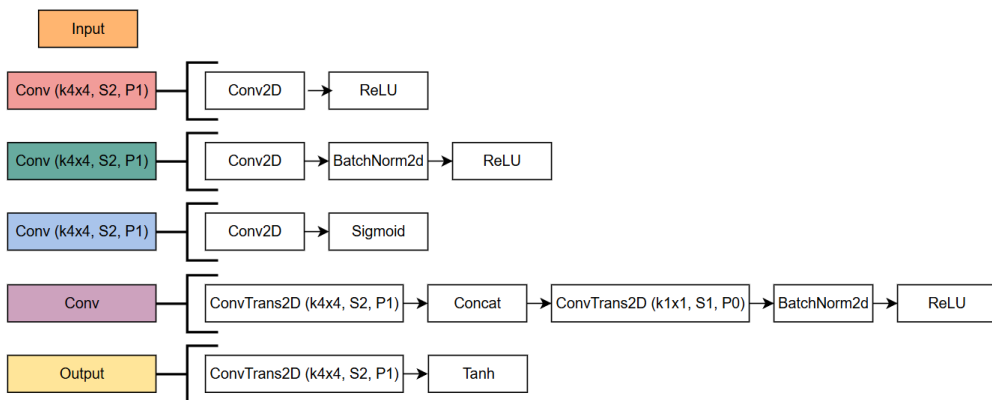 Input
Conv (k4x4, S2, P1) Conv2D ReLU
Conv (k4x4, S2, P1) Conv2D BatchNorm2d ReLU
Conv (k4x4, S2, P1) Conv2D Sigmoid
Conv ConvTrans2D (k4x4, S2, P1) Concat ConvTrans2D (k1x1, S1, P0) BatchNorm2d ReLU
Output ConvTrans2D (k4x4, S2, P1) Tanh